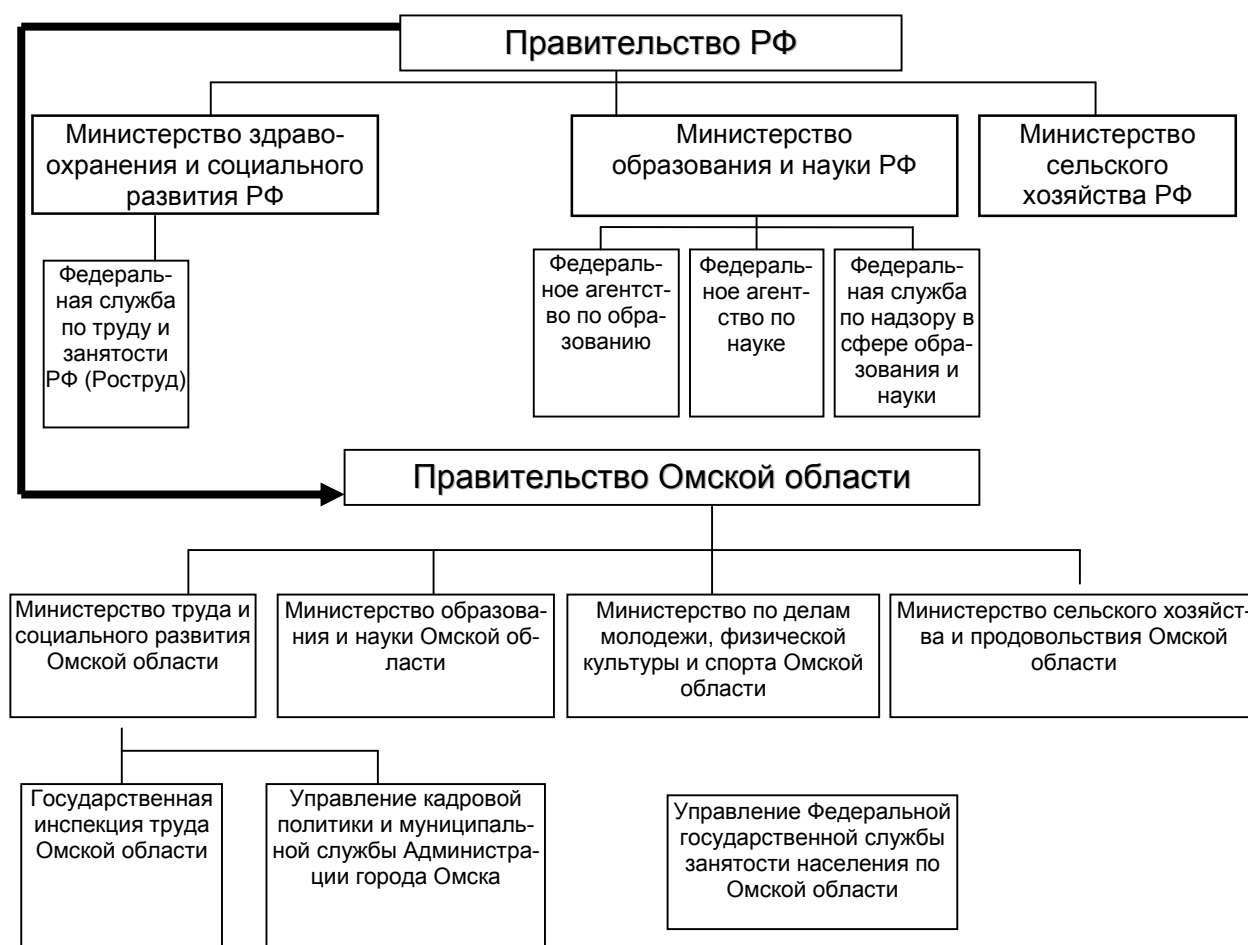 Правительство РФ
Министерство здраво-
охранения и социального
развития РФ
Министерство
образования и науки РФ
Министерство
сельского
хозяйства РФ
Федераль-
ная служба
по труду и
занятости
РФ (Роструд)
Федераль-
ное агентст-
во по обра-
зованию
Федераль-
ное агент-
ство по
науке
Федераль-
ная служба
по надзору в
сфере обра-
зования и
науки
Правительство Омской области
Министерство труда и
социального развития
Омской области
Министерство образова-
ния и науки Омской об-
ласти
Министерство по делам
молодежи, физической
культуры и спорта Омской
области
Министерство сельского хозяйст-
ва и продовольствия Омской
области
Государственная
инспекция труда
Омской области
Управление кадровой
политики и муниципаль-
ной службы Администра-
ции города Омска
Управление Федеральной
государственной службы
занятости населения по
Омской области